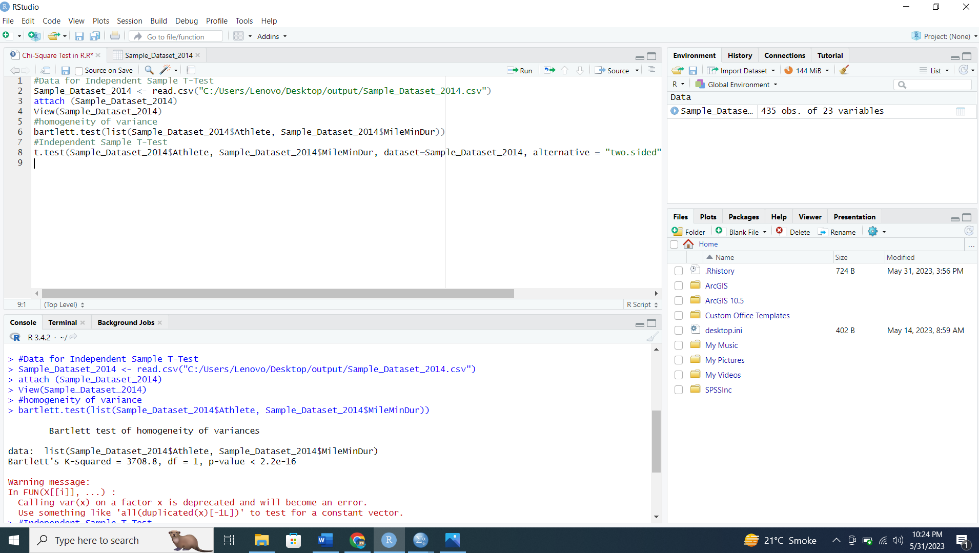 RStudio
File Edit Code View Plots Session Build Debug Profile Tools Help
Go to file/function Addins Project: (None)
Chi-Square Test in R.R* Sample_Dataset_2014
Source on Save Run Source
1 #Data for Independent Sample T-Test
2 Sample_Dataset_2014 <- read.csv("C:/Users/Lenovo/Desktop/output/Sample_Dataset_2014.csv")
3 attach (Sample_Dataset_2014)
4 View(Sample_Dataset_2014)
5 #homogeneity of variance
6 bartlett.test(list(Sample_Dataset_2014$Athlete, Sample_Dataset_2014$MileMinDur))
7 #Independent Sample T-Test
8 t.test(Sample_Dataset_2014$Athlete, Sample_Dataset_2014$MileMinDur, dataset=Sample_Dataset_2014, alternative = "two.sided"
9
9:1 (Top Level) R Script
Console Terminal Background Jobs
R 3.4.2 · ~/
> #Data for Independent Sample T Test
> Sample_Dataset_2014 <- read.csv("C:/Users/Lenovo/Desktop/output/Sample_Dataset_2014.csv")
> attach (Sample_Dataset_2014)
> View(Sample_Dataset_2014)
> #homogeneity of variance
> bartlett.test(list(Sample_Dataset_2014$Athlete, Sample_Dataset_2014$MileMinDur))
Bartlett test of homogeneity of variances
data: list(Sample_Dataset_2014$Athlete, Sample_Dataset_2014$MileMinDur)
Bartlett's K-squared = 3708.8, df = 1, p-value < 2.2e-16
Warning message:
In FUN(X[[i]], ...) :
Calling var(x) on a factor x is deprecated and will become an error.
Use something like 'all(duplicated(x)[-1L])' to test for a constant vector.
> #Independent Sample T Test
Environment History Connections Tutorial
Import Dataset 144 MiB List
R Global Environment
Data
Sample_Datase… 435 obs. of 23 variables
Files Plots Packages Help Viewer Presentation
Folder Blank File Delete Rename
Home ...
Name Size Modified
.Rhistory 724 B May 31, 2023, 3:56 PM
ArcGIS
ArcGIS 10.5
Custom Office Templates
desktop.ini 402 B May 14, 2023, 8:59 AM
My Music
My Pictures
My Videos
SPSSInc
Type here to search
21°C Smoke
10:24 PM
5/31/2023